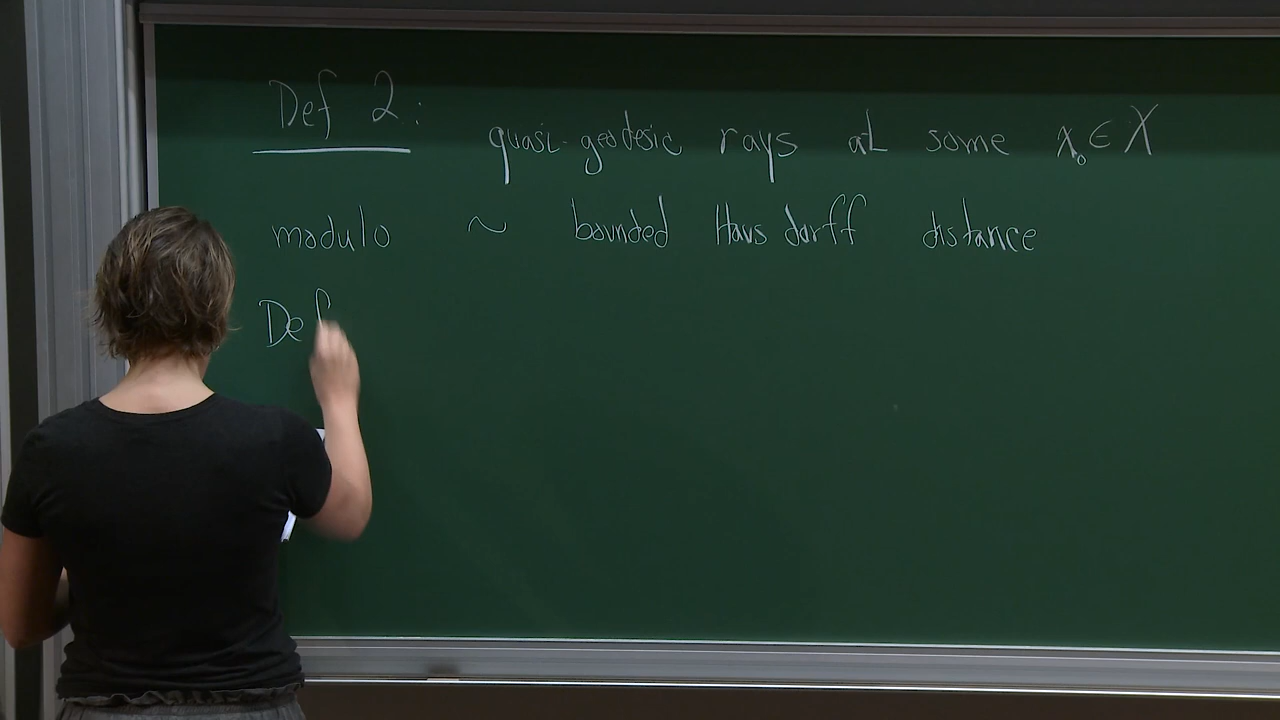 Def 2: quasi-geodesic rays at some x₀ ∈ X
modulo ~ bounded Hausdorff distance
Def